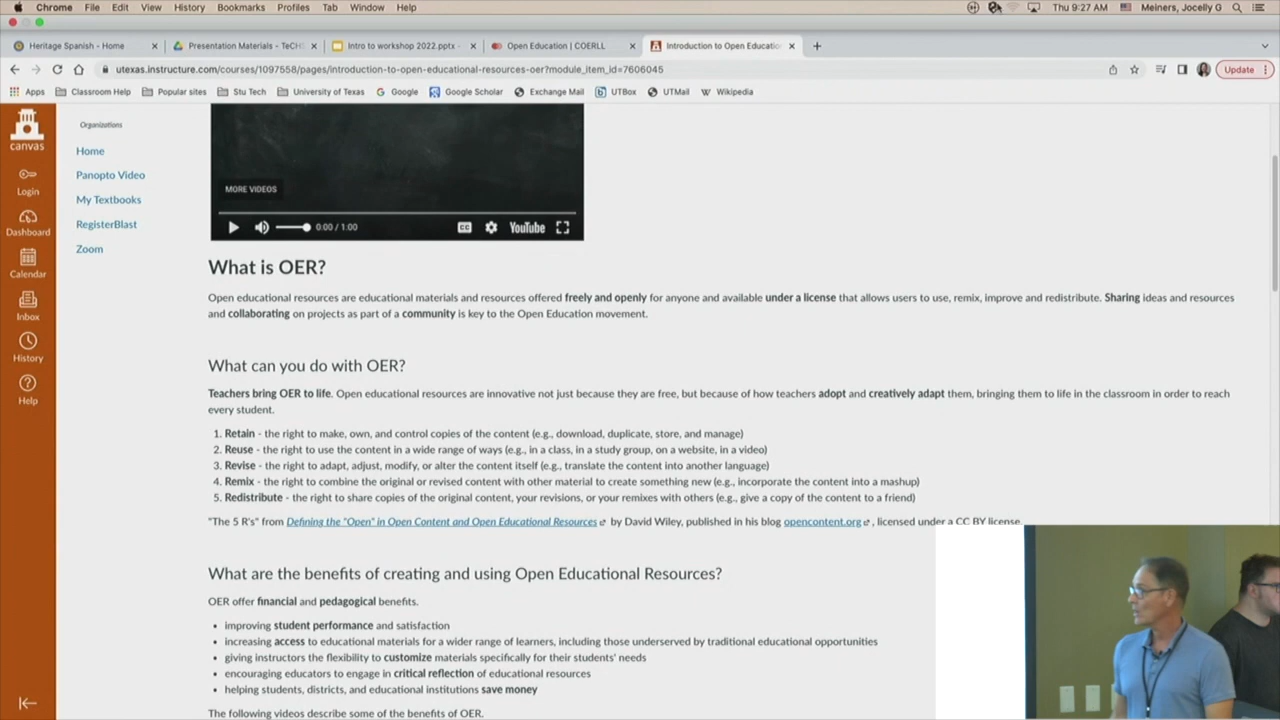 Chrome File Edit View History Bookmarks Profiles Tab Window Help Thu 9:27 AM Meiners, Jocelly G
Heritage Spanish - Home Presentation Materials - TeCH Intro to workshop 2022.pptx - Open Education | COERLL Introduction to Open Educatio
utexas.instructure.com/courses/1097558/pages/introduction-to-open-educational-resources-oer?module_item_id=7606045 Update
Apps Classroom Help Popular sites Stu Tech University of Texas Google Google Scholar Exchange Mail UTBox UTMail Wikipedia
canvas
Login
Dashboard
Calendar
Inbox
History
Help
Organizations
Home
Panopto Video
My Textbooks
RegisterBlast
Zoom
MORE VIDEOS
0:00 / 1:00 CC YouTube
What is OER?
Open educational resources are educational materials and resources offered freely and openly for anyone and available under a license that allows users to use, remix, improve and redistribute. Sharing ideas and resources
and collaborating on projects as part of a community is key to the Open Education movement.
What can you do with OER?
Teachers bring OER to life. Open educational resources are innovative not just because they are free, but because of how teachers adopt and creatively adapt them, bringing them to life in the classroom in order to reach
every student.
1. Retain - the right to make, own, and control copies of the content (e.g., download, duplicate, store, and manage)
2. Reuse - the right to use the content in a wide range of ways (e.g., in a class, in a study group, on a website, in a video)
3. Revise - the right to adapt, adjust, modify, or alter the content itself (e.g., translate the content into another language)
4. Remix - the right to combine the original or revised content with other material to create something new (e.g., incorporate the content into a mashup)
5. Redistribute - the right to share copies of the original content, your revisions, or your remixes with others (e.g., give a copy of the content to a friend)
"The 5 R's" from Defining the "Open" in Open Content and Open Educational Resources by David Wiley, published in his blog opencontent.org , licensed under a CC BY license.
What are the benefits of creating and using Open Educational Resources?
OER offer financial and pedagogical benefits.
• improving student performance and satisfaction
• increasing access to educational materials for a wider range of learners, including those underserved by traditional educational opportunities
• giving instructors the flexibility to customize materials specifically for their students' needs
• encouraging educators to engage in critical reflection of educational resources
• helping students, districts, and educational institutions save money
The following videos describe some of the benefits of OER.